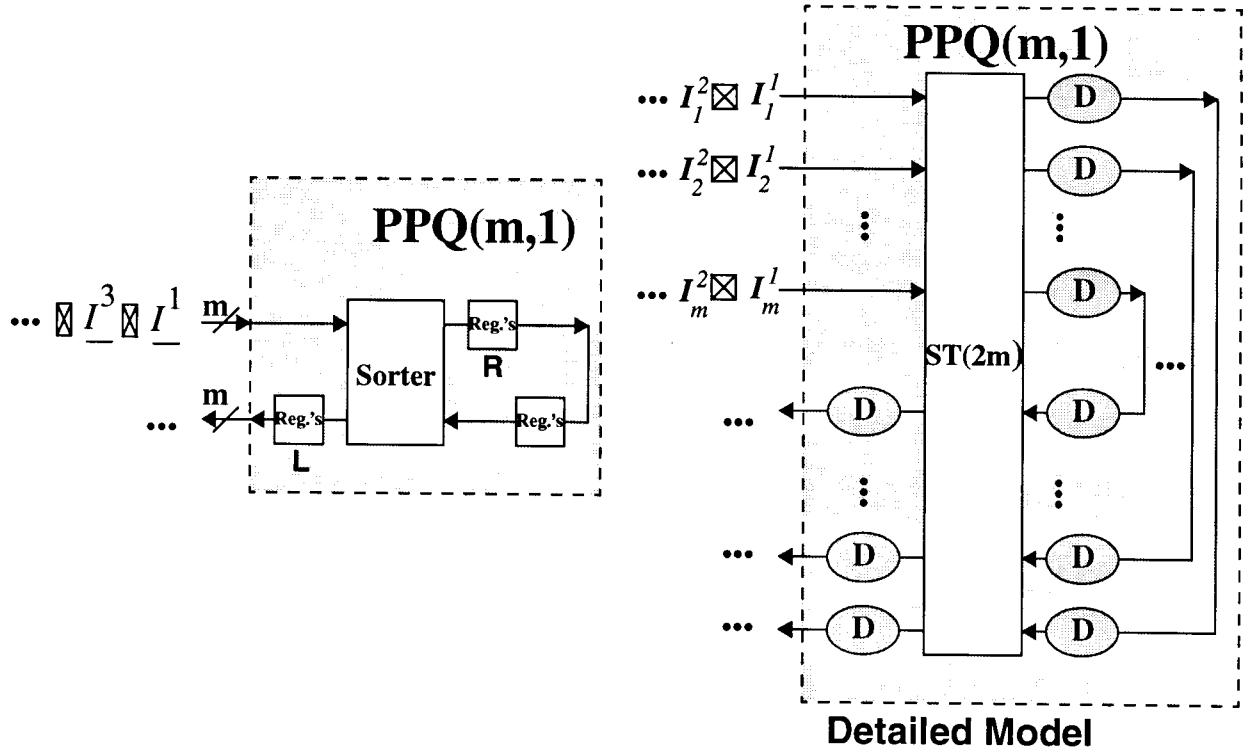 PPQ(m,1)
... ☒ I^3 ☒ I^1
m
Sorter
Reg.'s
R
m
...
Reg.'s
L
Reg.'s
PPQ(m,1)
... I_1^2 ☒ I_1^1
D
... I_2^2 ☒ I_2^1
D
... I_m^2 ☒ I_m^1
D
ST(2m)
...
...
D
D
...
D
D
...
D
D
Detailed Model